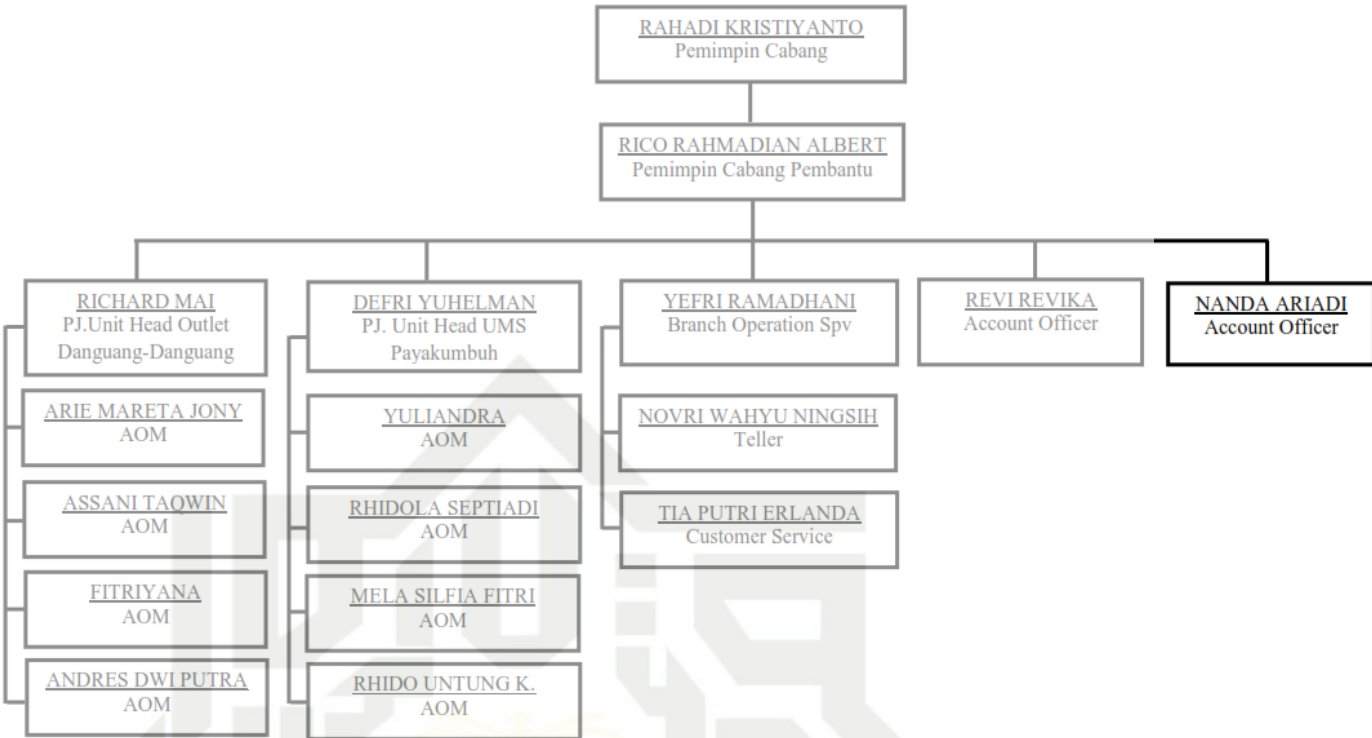 RAHADI KRISTIYANTO
Pemimpin Cabang
RICO RAHMADIAN ALBERT
Pemimpin Cabang Pembantu
RICHARD MAI
PJ.Unit Head Outlet
Danguang-Danguang
ARIE MARETA JONY
AOM
ASSANI TAQWIN
AOM
FITRIYANA
AOM
ANDRES DWI PUTRA
AOM
DEFRI YUHELMAN
PJ. Unit Head UMS
Payakumbuh
YULIANDRA
AOM
RHIDOLA SEPTIADI
AOM
MELA SILFIA FITRI
AOM
RHIDO UNTUNG K.
AOM
YEFRI RAMADHANI
Branch Operation Spv
NOVRI WAHYU NINGSIH
Teller
TIA PUTRI ERLANDA
Customer Service
REVI REVIKA
Account Officer
NANDA ARIADI
Account Officer